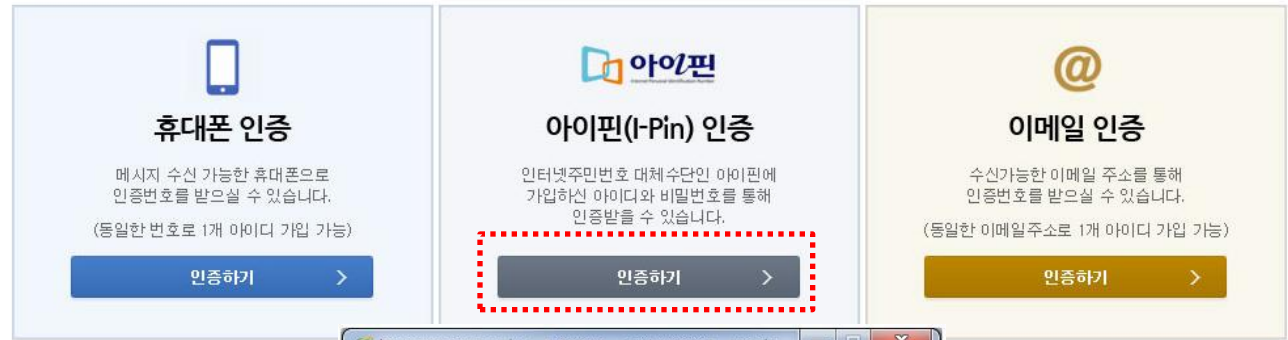 휴대폰 인증
메시지 수신 가능한 휴대폰으로
인증번호를 받으실 수 있습니다.
(동일한 번호로 1개 아이디 가입 가능)
인증하기
아이핀
아이핀(I-Pin) 인증
인터넷주민번호 대체수단인 아이핀에
가입하신 아이디와 비밀번호를 통해
인증받을 수 있습니다.
인증하기
@
이메일 인증
수신가능한 이메일 주소를 통해
인증번호를 받으실 수 있습니다.
(동일한 이메일주소로 1개 아이디 가입 가능)
인증하기